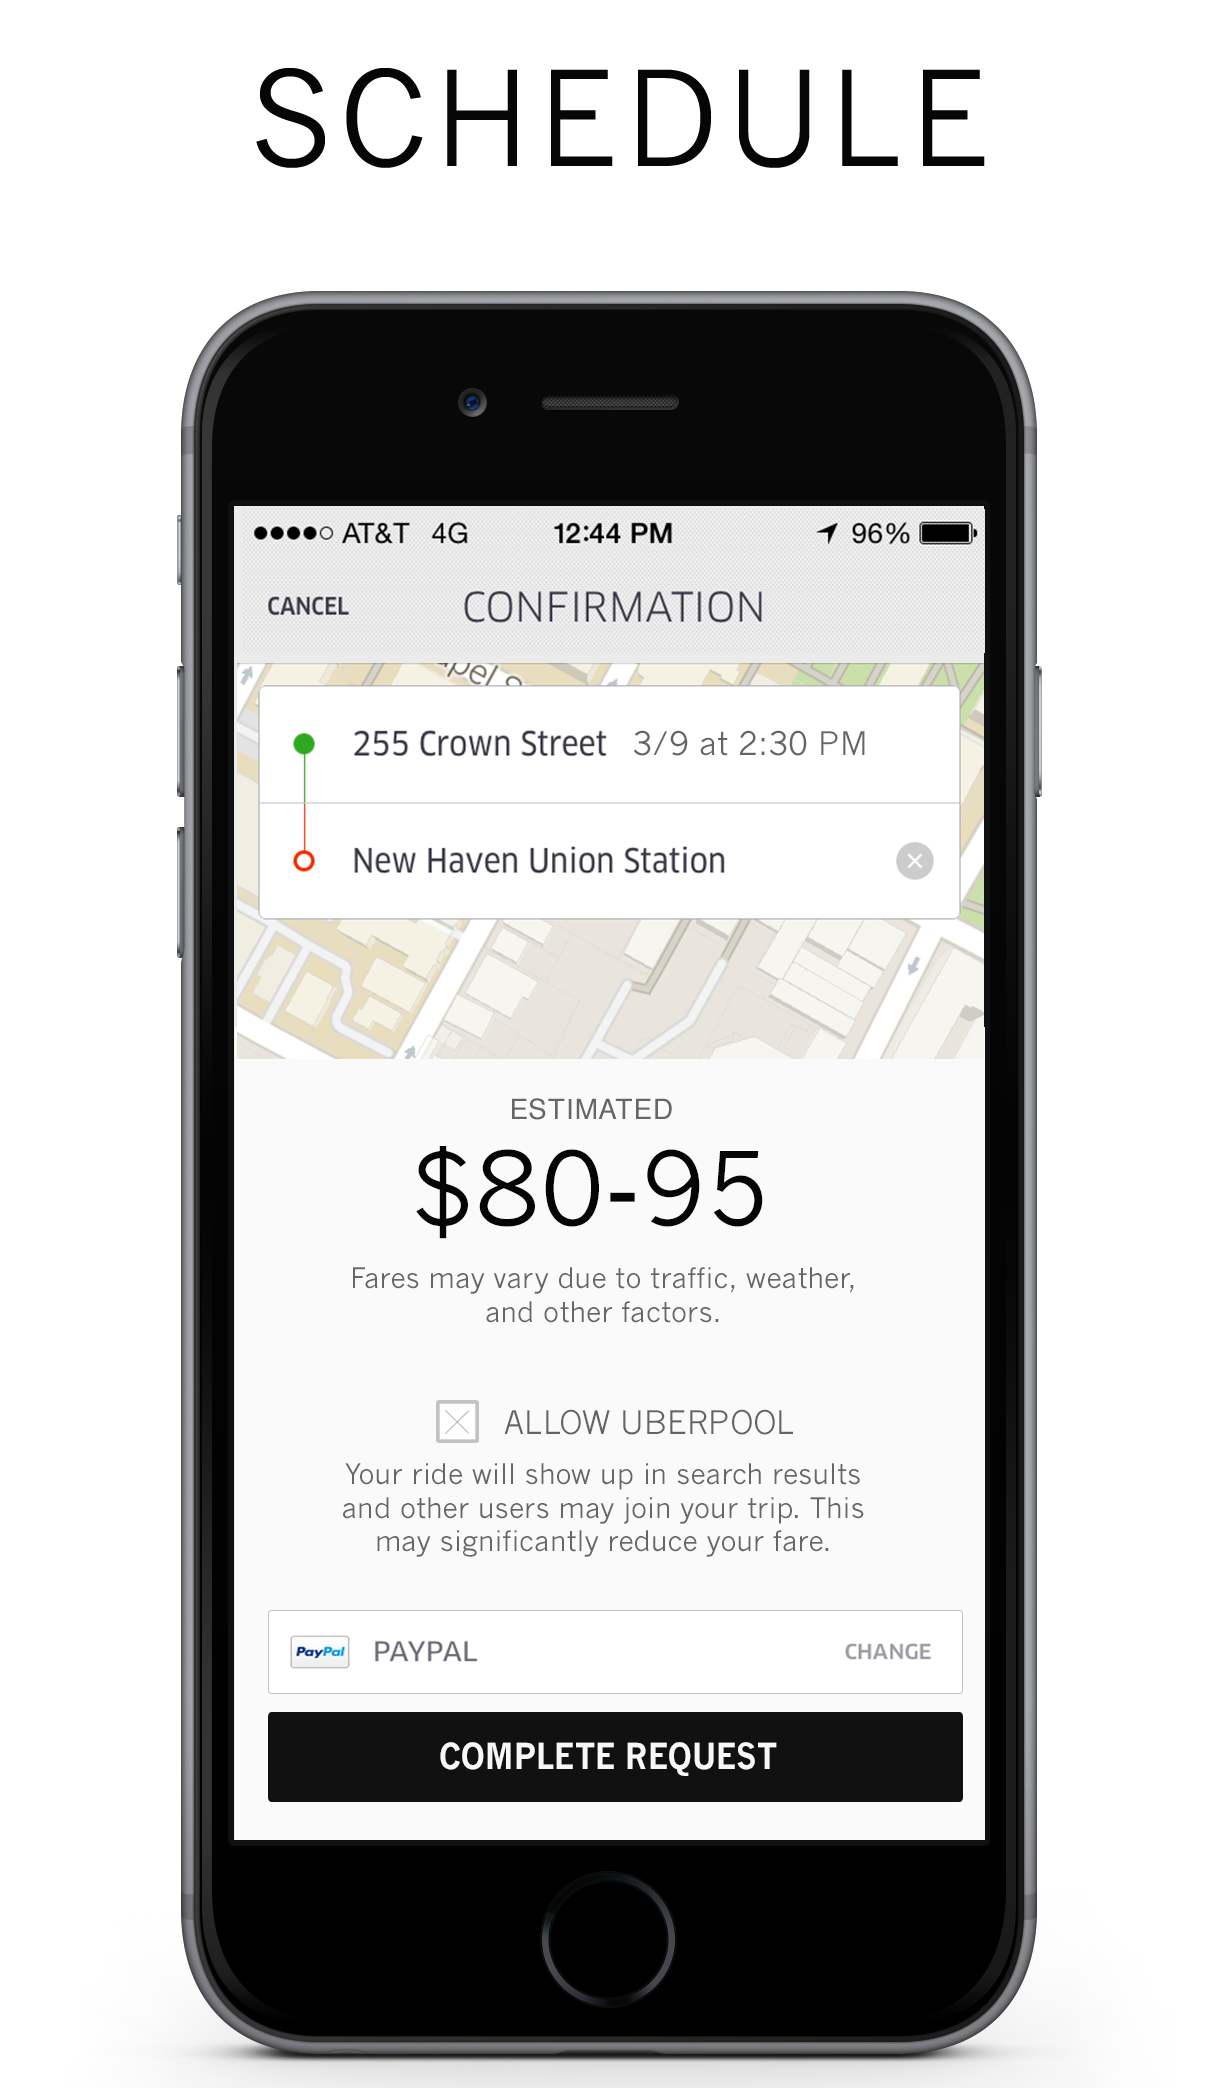 SCHEDULE
AT&T 4G 12:44 PM 96%
CANCEL CONFIRMATION
255 Crown Street 3/9 at 2:30 PM
New Haven Union Station
ESTIMATED
$80-95
Fares may vary due to traffic, weather,
and other factors.
ALLOW UBERPOOL
Your ride will show up in search results
and other users may join your trip. This
may significantly reduce your fare.
PayPal PAYPAL CHANGE
COMPLETE REQUEST